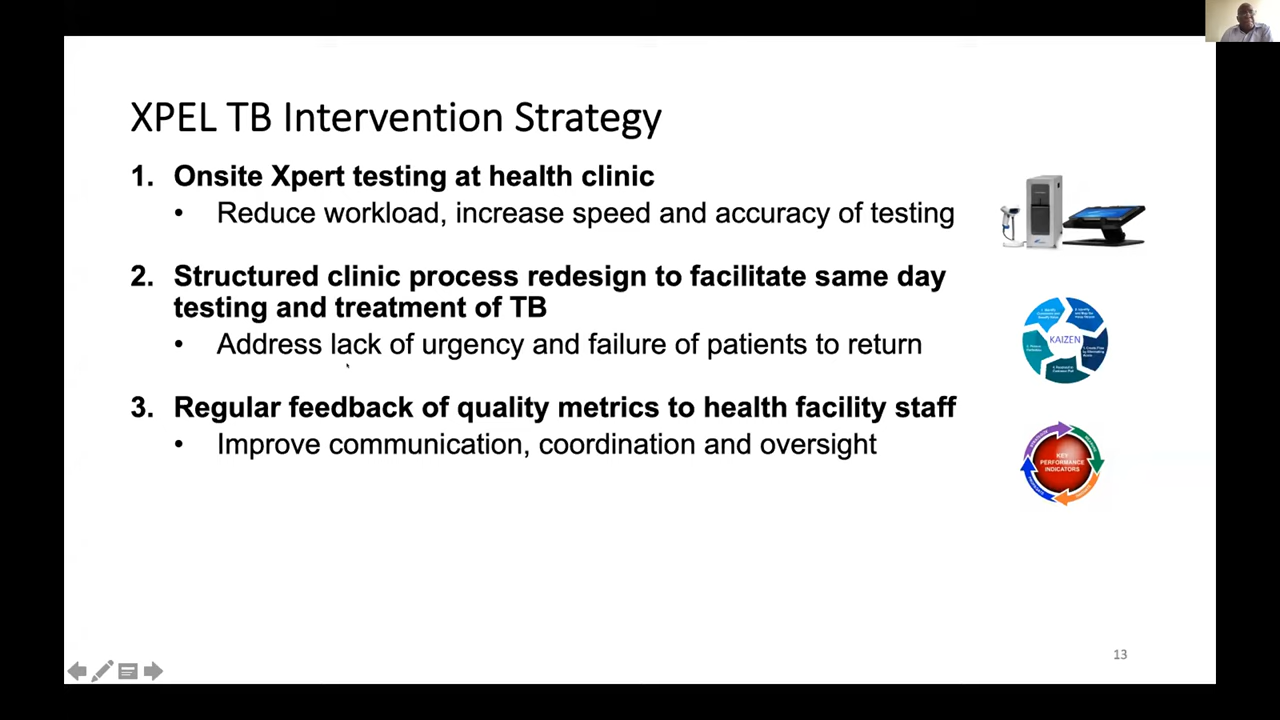 XPEL TB Intervention Strategy
1. Onsite Xpert testing at health clinic
• Reduce workload, increase speed and accuracy of testing
2. Structured clinic process redesign to facilitate same day
testing and treatment of TB
• Address lack of urgency and failure of patients to return
KAIZEN
3. Regular feedback of quality metrics to health facility staff
• Improve communication, coordination and oversight
KEY
PERFORMANCE
INDICATORS
13